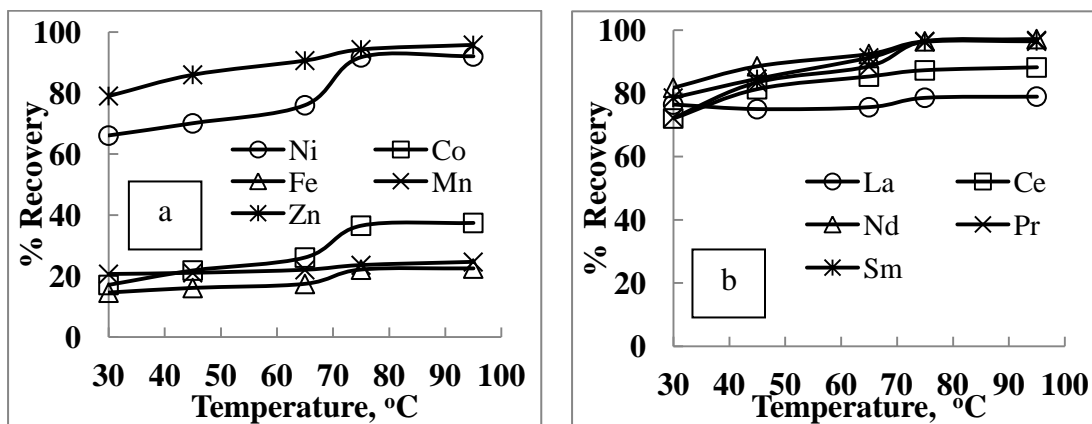 100
80
60
40
20
0
% Recovery
Ni
Co
Fe
Mn
Zn
a
30 40 50 60 70 80 90 100
Temperature, °C
100
80
60
40
20
0
% Recovery
La
Ce
Nd
Pr
Sm
b
30 40 50 60 70 80 90 100
Temperature, °C